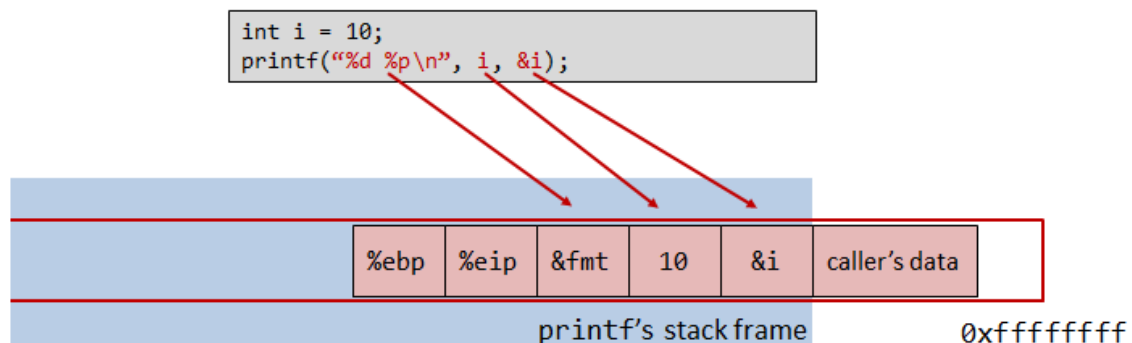 int i = 10;
printf(“%d %p\n”, i, &i);
%ebp %eip &fmt 10 &i caller’s data
printf’s stack frame 0xffffffff